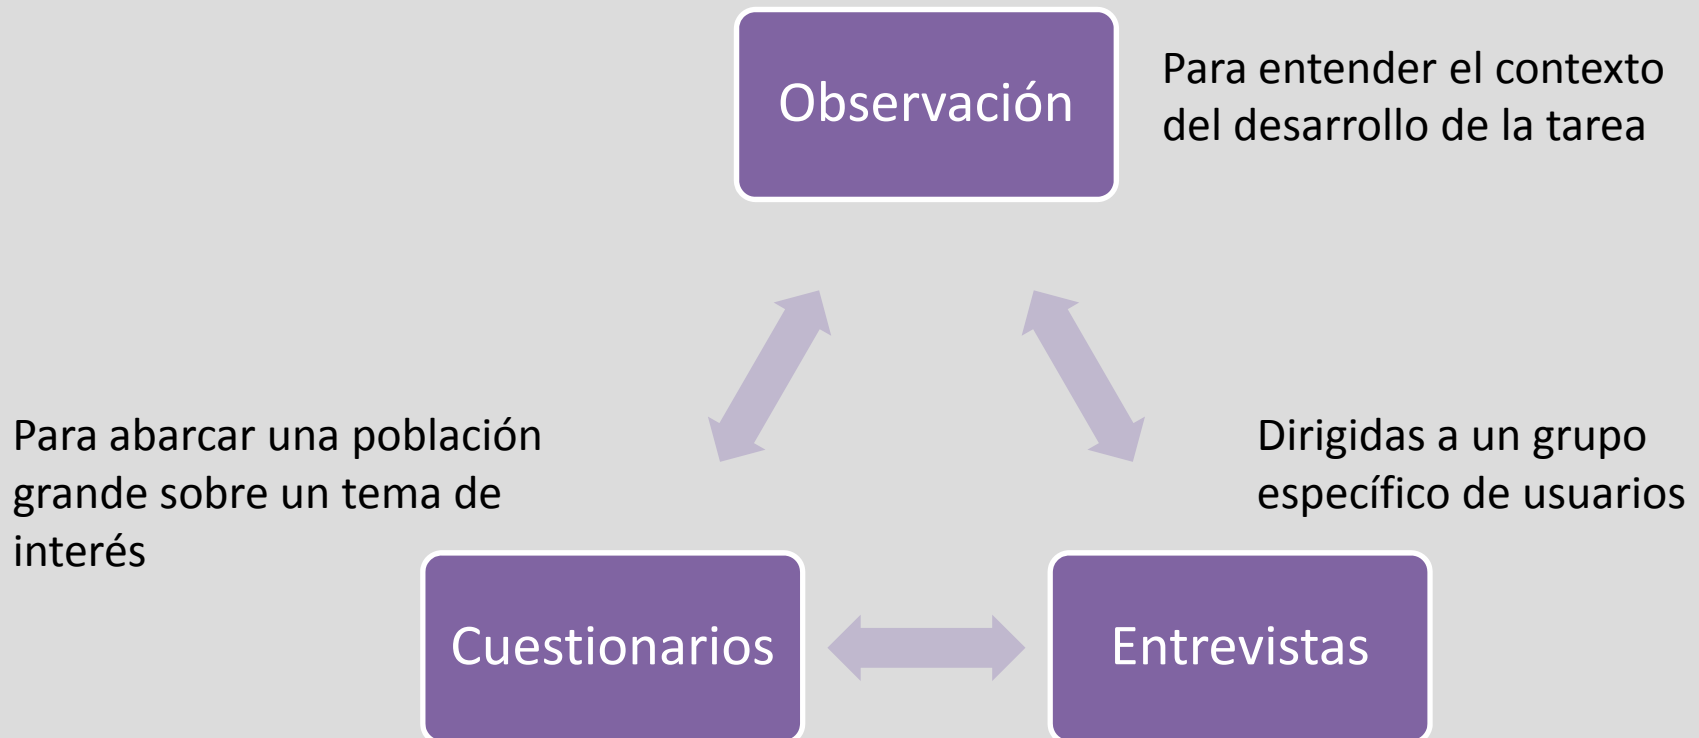 Observación
Para entender el contexto
del desarrollo de la tarea
Para abarcar una población
grande sobre un tema de
interés
Dirigidas a un grupo
específico de usuarios
Cuestionarios
Entrevistas